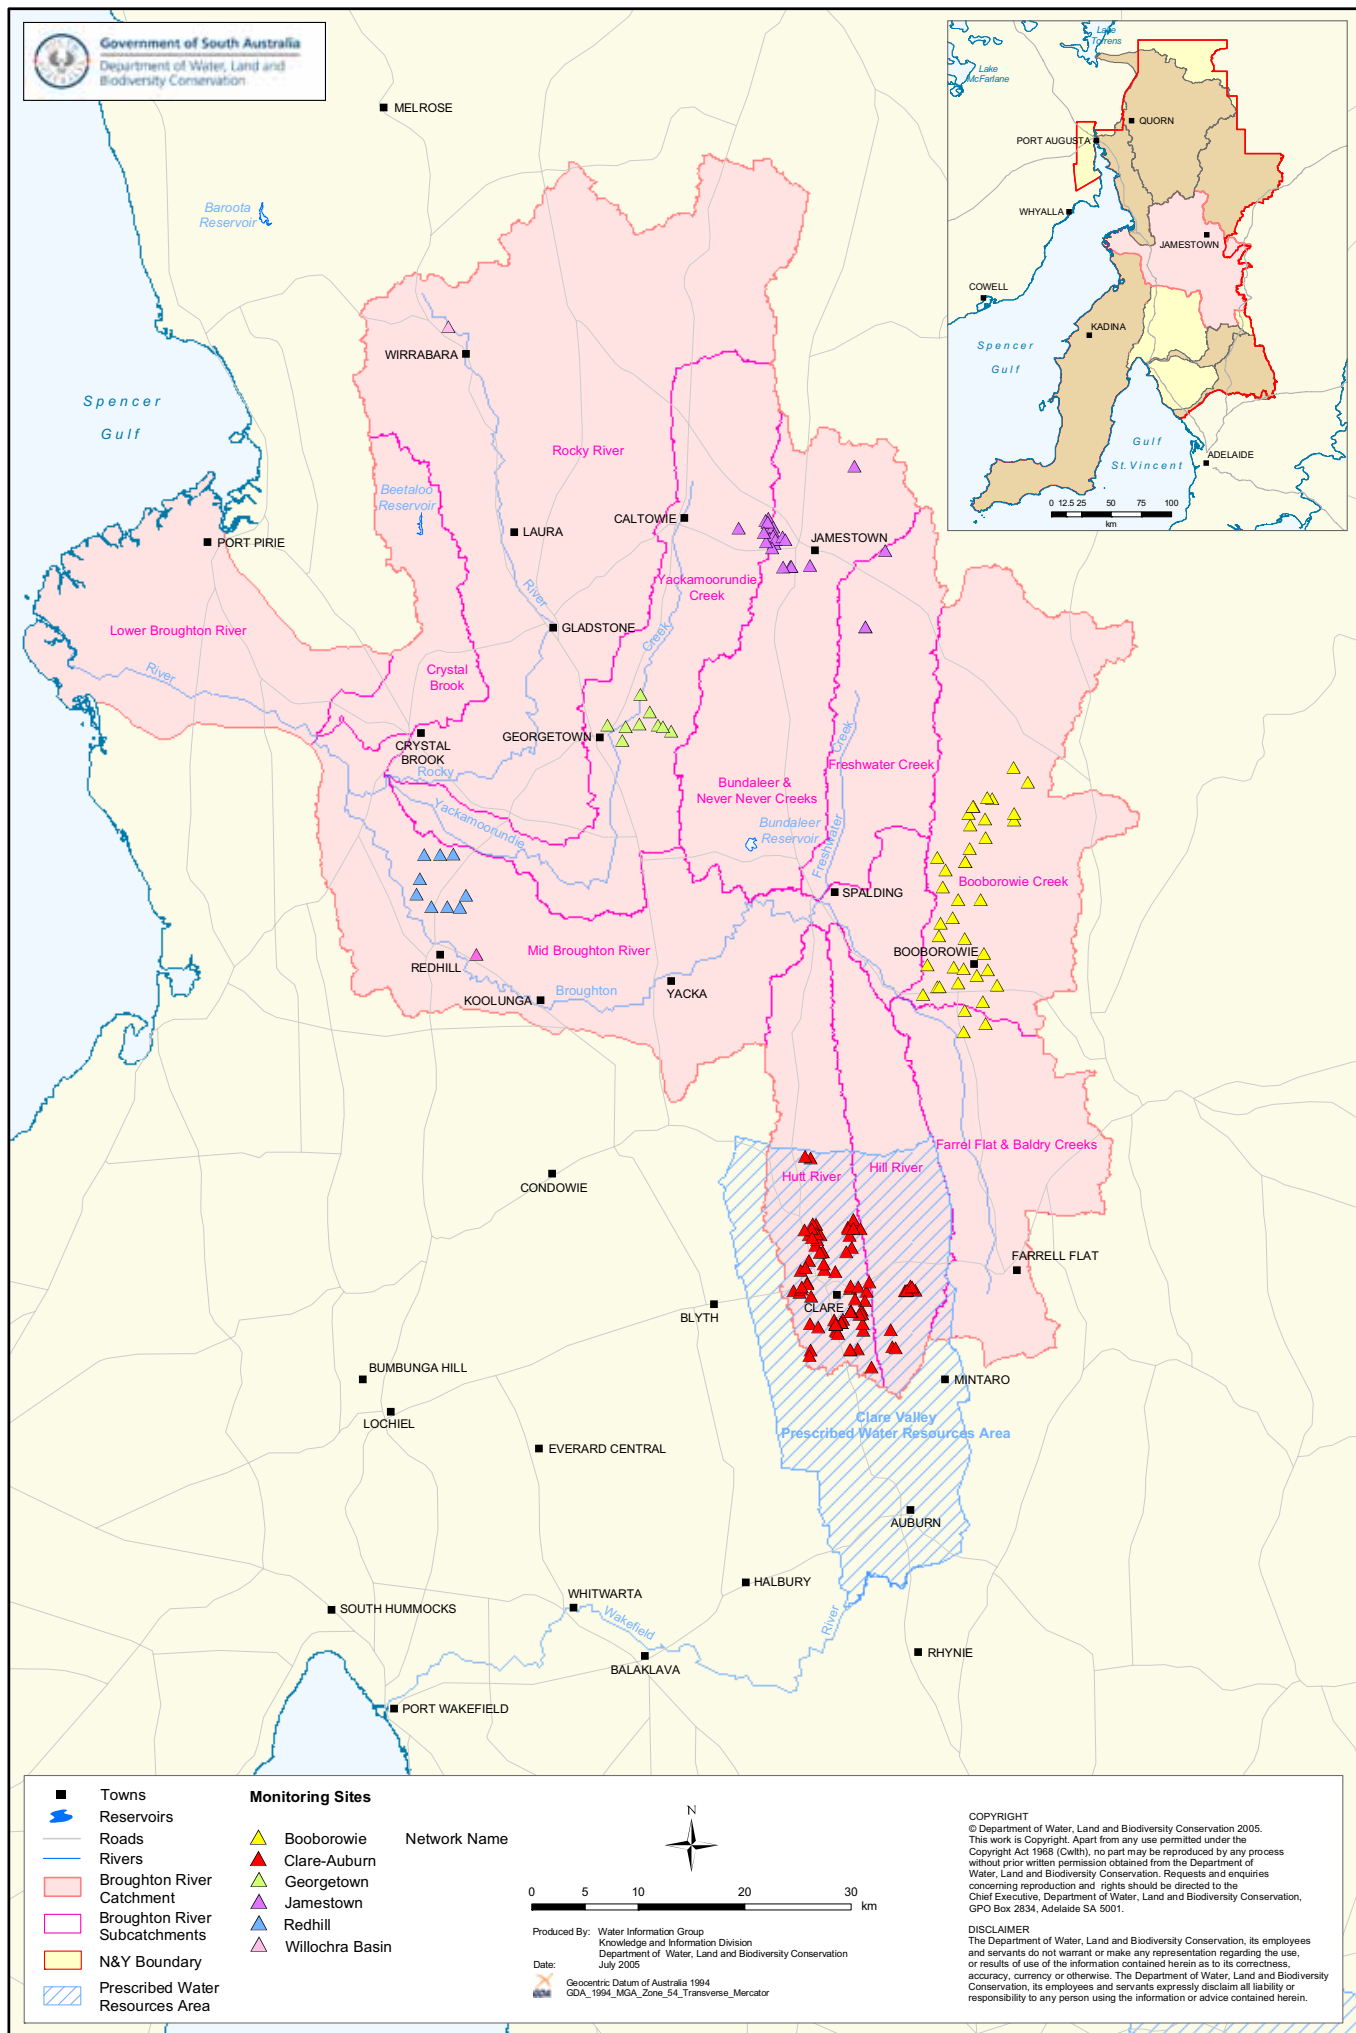 Government of South Australia
Department of Water, Land and
Biodiversity Conservation
MELROSE
Baroota
Reservoir
WIRRABARA
Spencer
Gulf
Rocky River
Beetaloo
Reservoir
LAURA
CALTOWIE
PORT PIRIE
JAMESTOWN
Yackamoorundie
Creek
River
Creek
GLADSTONE
Lower Broughton River
River
Crystal
Brook
GEORGETOWN
CRYSTAL
BROOK
Rocky
Creek
Freshwater
Freshwater Creek
Bundaleer &
Never Never Creeks
Yackamoorundie
Bundaleer
Reservoir
Booborowie Creek
SPALDING
Mid Broughton River
BOOBOROWIE
REDHILL
KOOLUNGA
Broughton
YACKA
Farrel Flat & Baldry Creeks
Hutt River
Hill River
CONDOWIE
FARRELL FLAT
CLARE
BLYTH
BUMBUNGA HILL
MINTARO
LOCHIEL
Clare Valley
Prescribed Water Resources Area
EVERARD CENTRAL
AUBURN
HALBURY
WHITWARTA
SOUTH HUMMOCKS
Wakefield
River
RHYNIE
BALAKLAVA
PORT WAKEFIELD
Lake
Torrens
Lake
McFarlane
QUORN
PORT AUGUSTA
WHYALLA
JAMESTOWN
COWELL
KADINA
Spencer
Gulf
Gulf
St.Vincent
ADELAIDE
0 12.5 25 50 75 100
km
Towns
Reservoirs
Roads
Rivers
Broughton River
Catchment
Broughton River
Subcatchments
N&Y Boundary
Prescribed Water
Resources Area
Monitoring Sites
Booborowie Network Name
Clare-Auburn
Georgetown
Jamestown
Redhill
Willochra Basin
N
0 5 10 20 30
km
Produced By: Water Information Group
Knowledge and Information Division
Department of Water, Land and Biodiversity Conservation
Date: July 2005
Geocentric Datum of Australia 1994
GDA_1994_MGA_Zone_54_Transverse_Mercator
COPYRIGHT
© Department of Water, Land and Biodiversity Conservation 2005.
This work is Copyright. Apart from any use permitted under the
Copyright Act 1968 (Cwlth), no part may be reproduced by any process
without prior written permission obtained from the Department of
Water, Land and Biodiversity Conservation. Requests and enquiries
concerning reproduction and rights should be directed to the
Chief Executive, Department of Water, Land and Biodiversity Conservation,
GPO Box 2834, Adelaide SA 5001.
DISCLAIMER
The Department of Water, Land and Biodiversity Conservation, its employees
and servants do not warrant or make any representation regarding the use,
or results of use of the information contained herein as to its correctness,
accuracy, currency or otherwise. The Department of Water, Land and Biodiversity
Conservation, its employees and servants expressly disclaim all liability or
responsibility to any person using the information or advice contained herein.